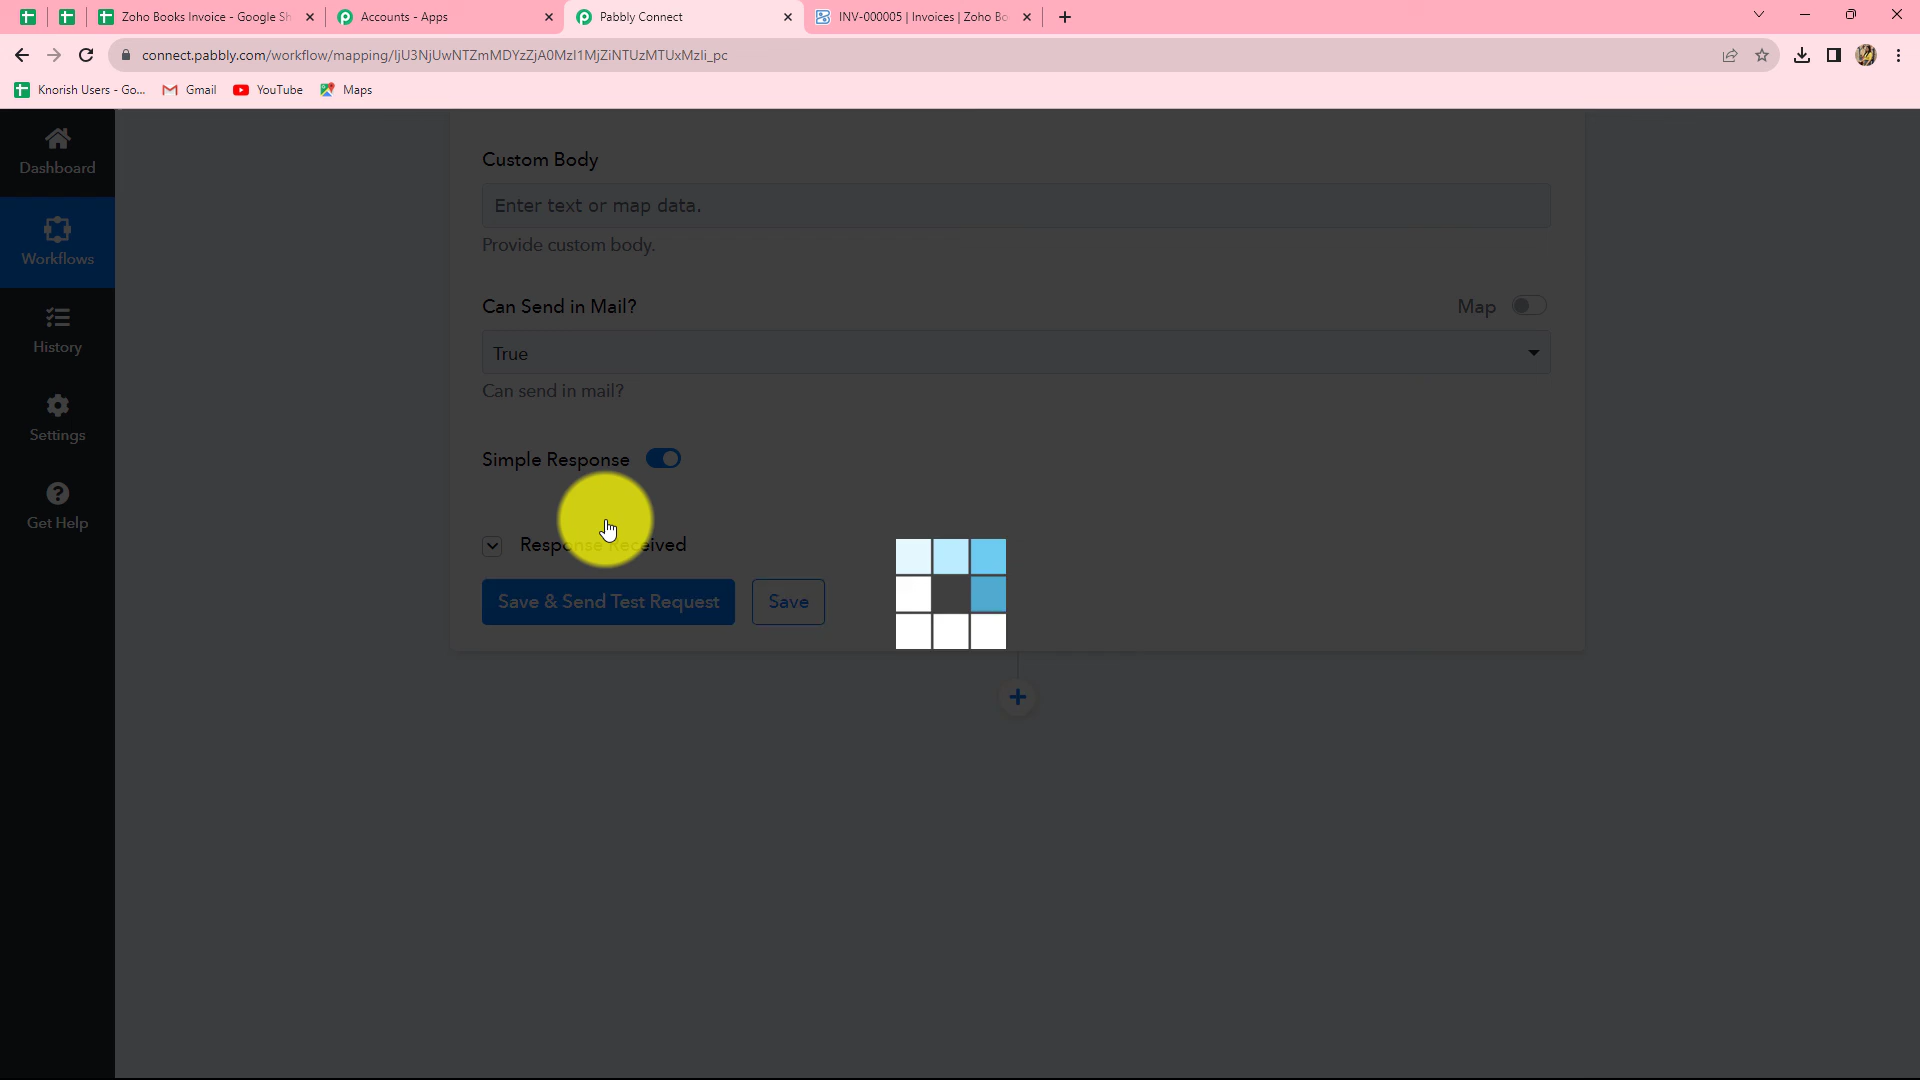 Zoho Books Invoice - Google Sh
Accounts - Apps
Pabbly Connect
INV-000005 | Invoices | Zoho Bo
connect.pabbly.com/workflow/mapping/IjU3NjUwNTZmMDYzZjA0MzI1MjZiNTUzMTUxMzIi_pc
Knorish Users - Go...
Gmail
YouTube
Maps
Dashboard
Workflows
History
Settings
Get Help
Custom Body
Enter text or map data.
Provide custom body.
Can Send in Mail?
Map
True
Can send in mail?
Simple Response
Response Received
Save & Send Test Request
Save